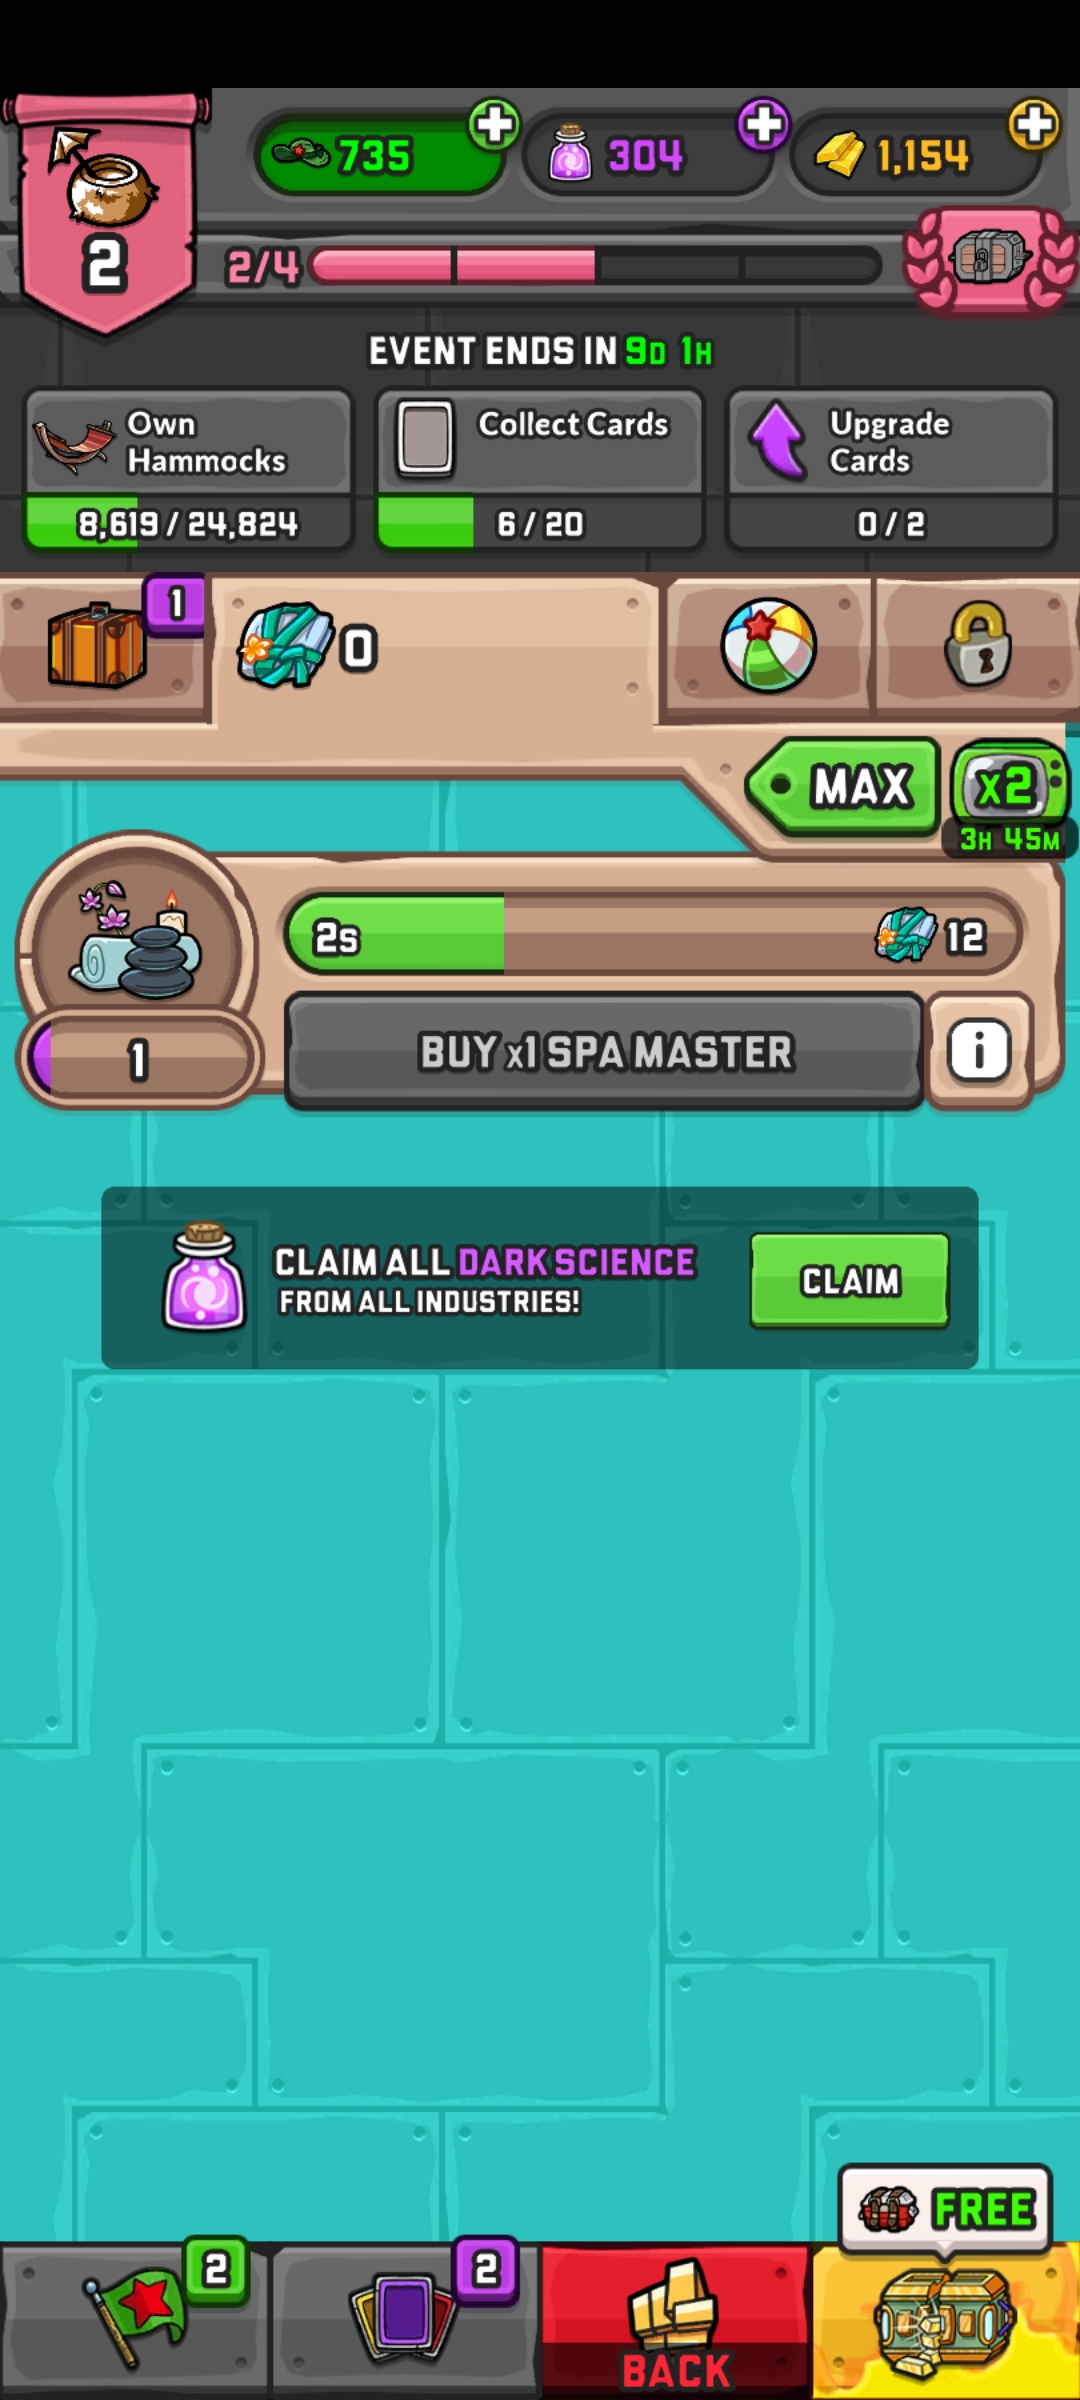 735
304
1,154
2
2/4
EVENT ENDS IN 9D 1H
Own
Hammocks
8,619 / 24,824
Collect Cards
6 / 20
Upgrade
Cards
0 / 2
1
0
MAX
x2
3H 45M
2s
12
1
BUY x1 SPA MASTER
i
CLAIM ALL DARK SCIENCE
FROM ALL INDUSTRIES!
CLAIM
FREE
2
2
BACK